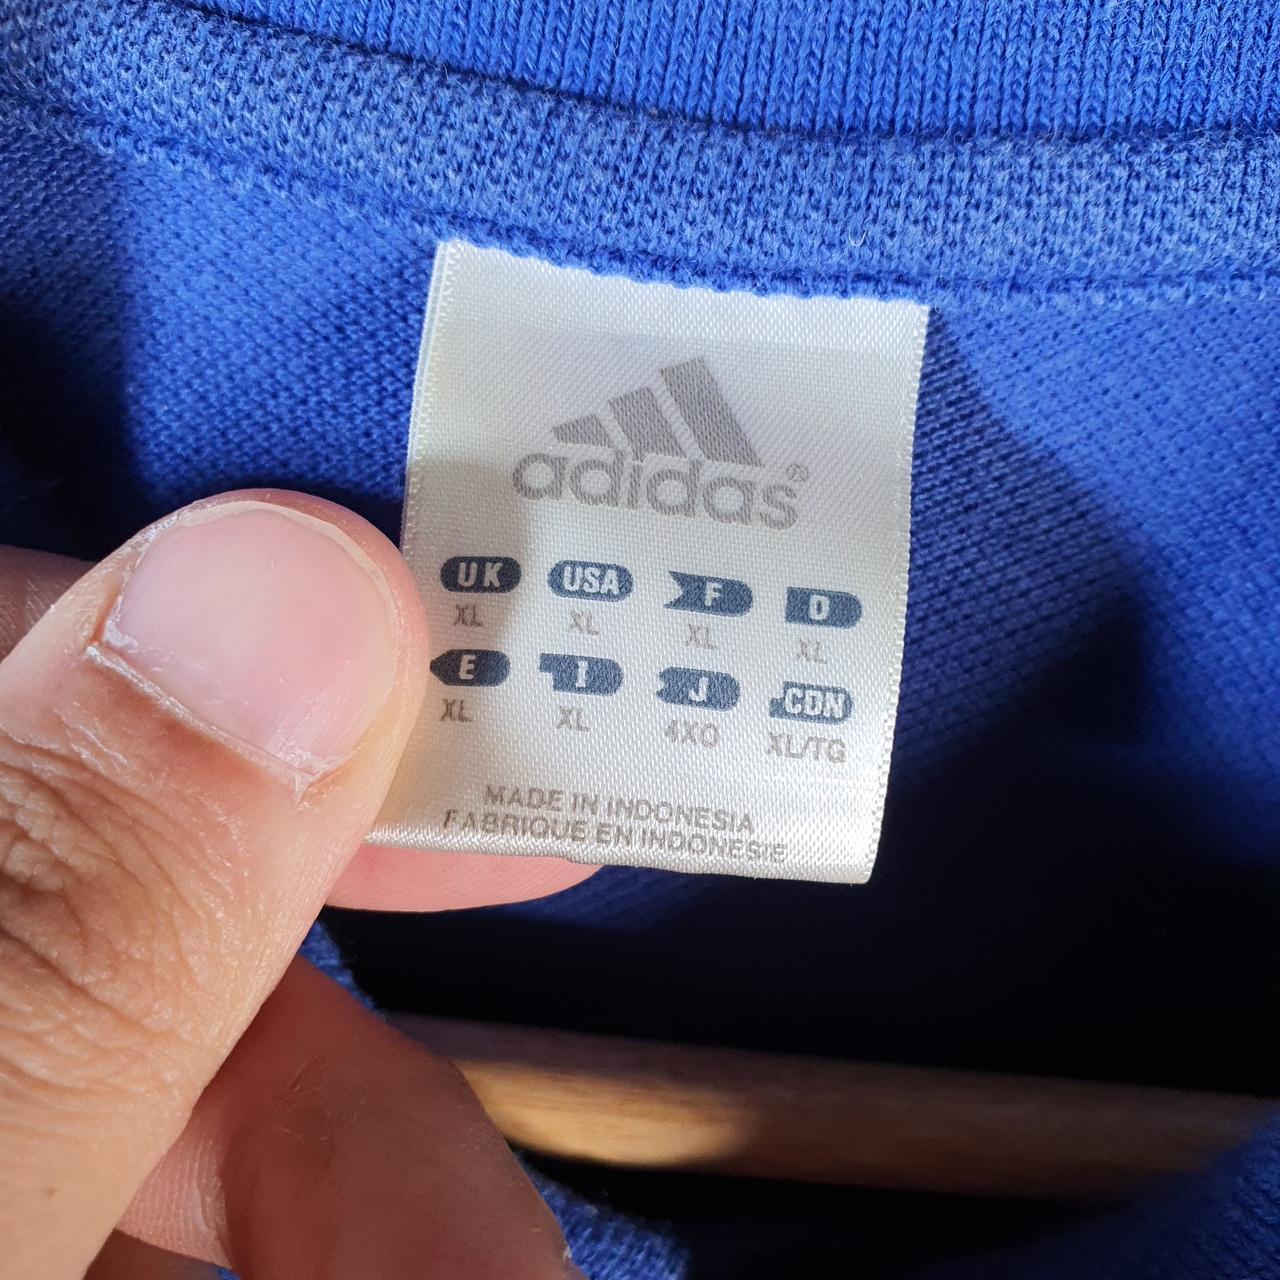 adidas®
UK USA F D
XL XL XL XL
E I J CDN
XL XL 4XO XL/TG
MADE IN INDONESIA
FABRIQUE EN INDONESIE